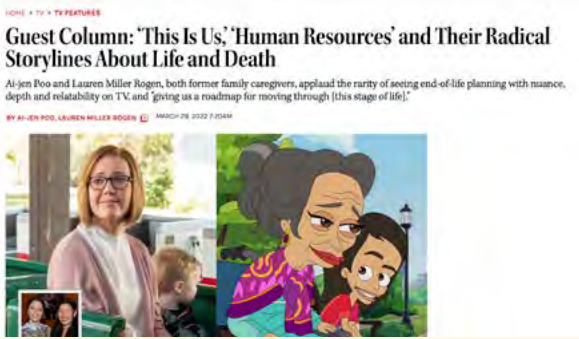 HOME > TV > TV FEATURES
Guest Column: ‘This Is Us,’ ‘Human Resources’ and Their Radical
Storylines About Life and Death
Ai-jen Poo and Lauren Miller Rogen, both former family caregivers, applaud the rarity of seeing end-of-life planning with nuance,
depth and relatability on TV, and "giving us a roadmap for moving through [this stage of life]."
BY AI-JEN POO, LAUREN MILLER ROGEN MARCH 29, 2022 7:20AM